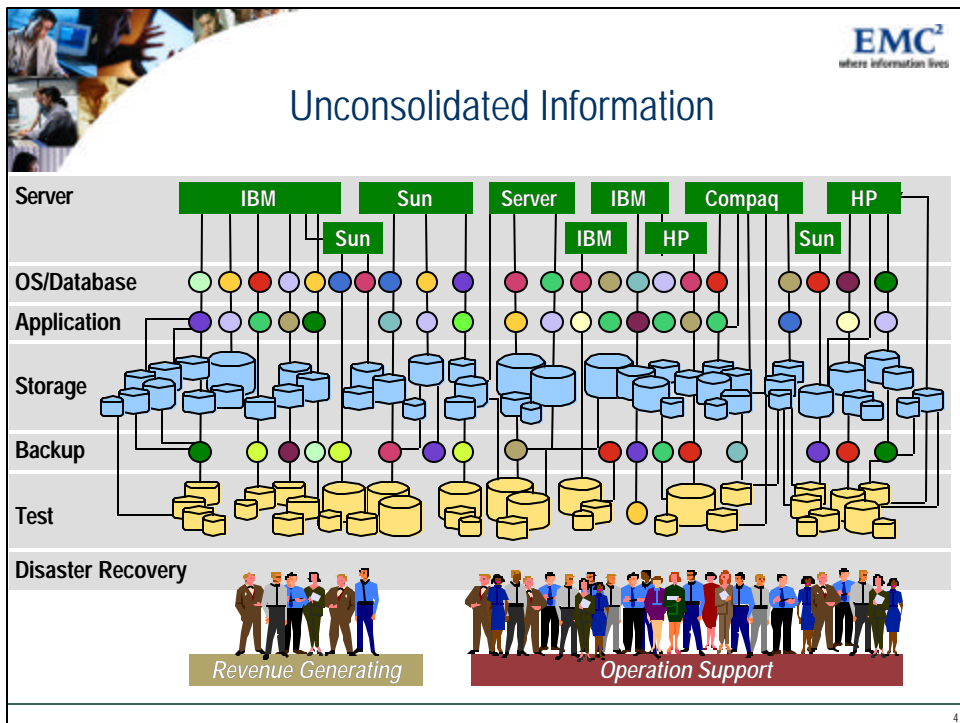 EMC²
where information lives
Unconsolidated Information
Server
IBM
Sun
Server
IBM
Compaq
HP
Sun
IBM
HP
Sun
OS/Database
Application
Storage
Backup
Test
Disaster Recovery
Revenue Generating
Operation Support
4